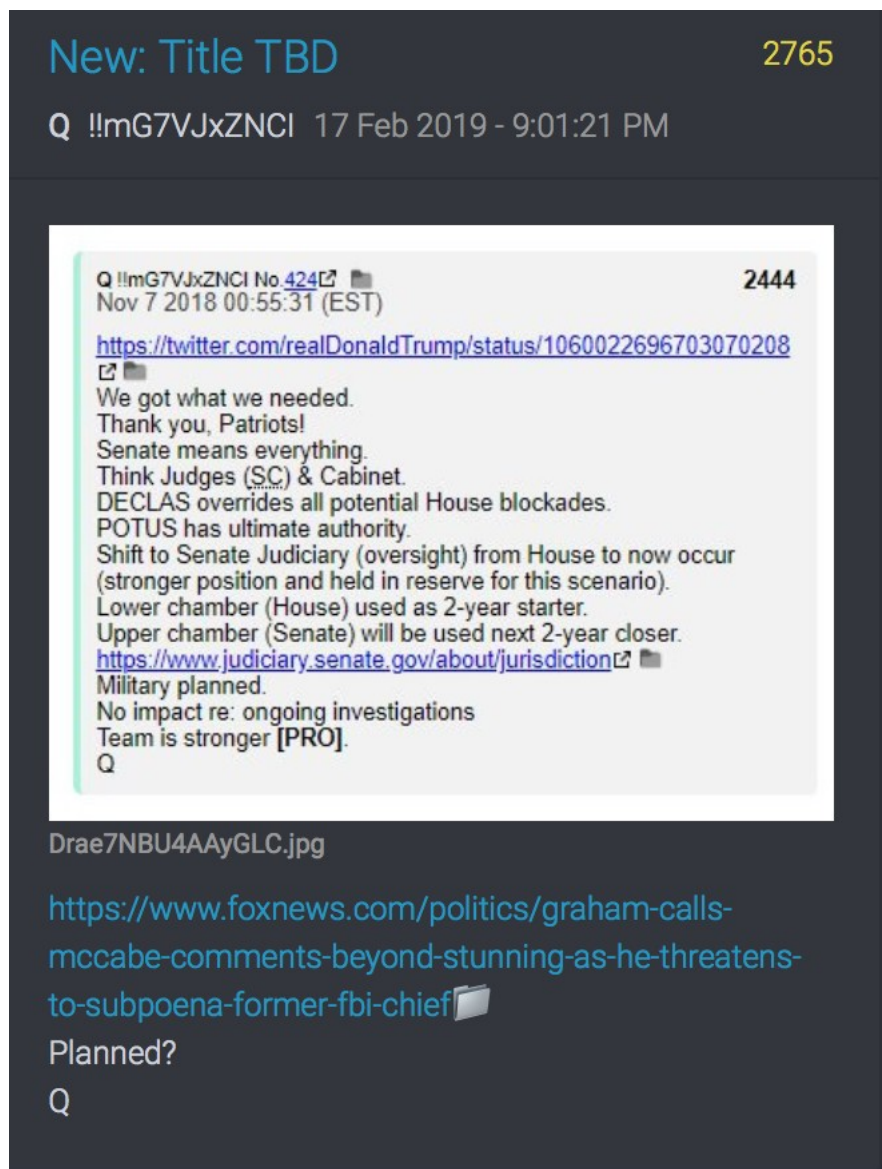 New: Title TBD
2765
Q !!mG7VJxZNCI 17 Feb 2019 - 9:01:21 PM
Q !!mG7VJxZNCI No.424
2444
Nov 7 2018 00:55:31 (EST)
https://twitter.com/realDonaldTrump/status/1060022696703070208
We got what we needed.
Thank you, Patriots!
Senate means everything.
Think Judges (SC) & Cabinet.
DECLAS overrides all potential House blockades.
POTUS has ultimate authority.
Shift to Senate Judiciary (oversight) from House to now occur
(stronger position and held in reserve for this scenario).
Lower chamber (House) used as 2-year starter.
Upper chamber (Senate) will be used next 2-year closer.
https://www.judiciary.senate.gov/about/jurisdiction
Military planned.
No impact re: ongoing investigations
Team is stronger [PRO].
Q
Drae7NBU4AAyGLC.jpg
https://www.foxnews.com/politics/graham-calls-
mccabe-comments-beyond-stunning-as-he-threatens-
to-subpoena-former-fbi-chief
Planned?
Q